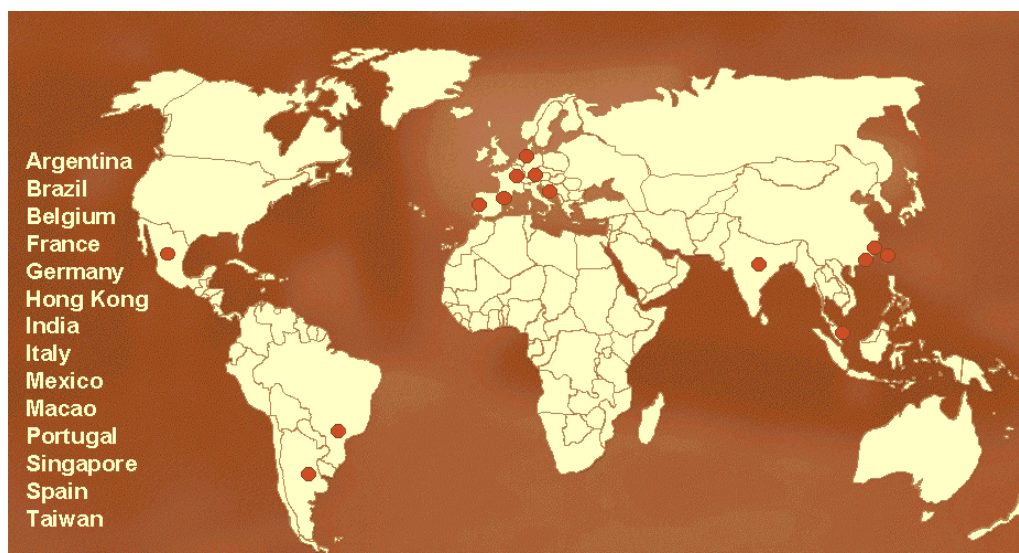 Argentina
Brazil
Belgium
France
Germany
Hong Kong
India
Italy
Mexico
Macao
Portugal
Singapore
Spain
Taiwan